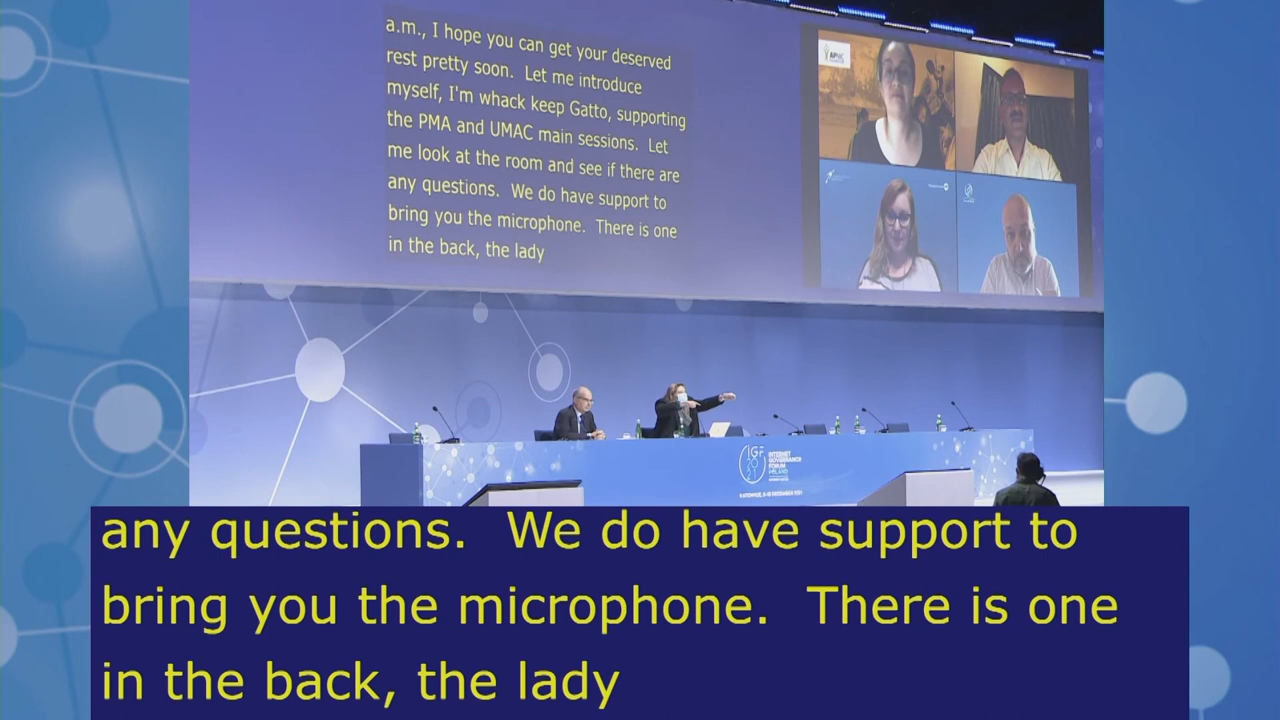 a.m., I hope you can get your deserved
rest pretty soon.  Let me introduce
myself, I'm whack keep Gatto, supporting
the PMA and UMAC main sessions.  Let
me look at the room and see if there are
any questions.  We do have support to
bring you the microphone.  There is one
in the back, the lady
IGF
2021
INTERNET
GOVERNANCE
FORUM
POLAND
any questions.  We do have support to
bring you the microphone.  There is one
in the back, the lady